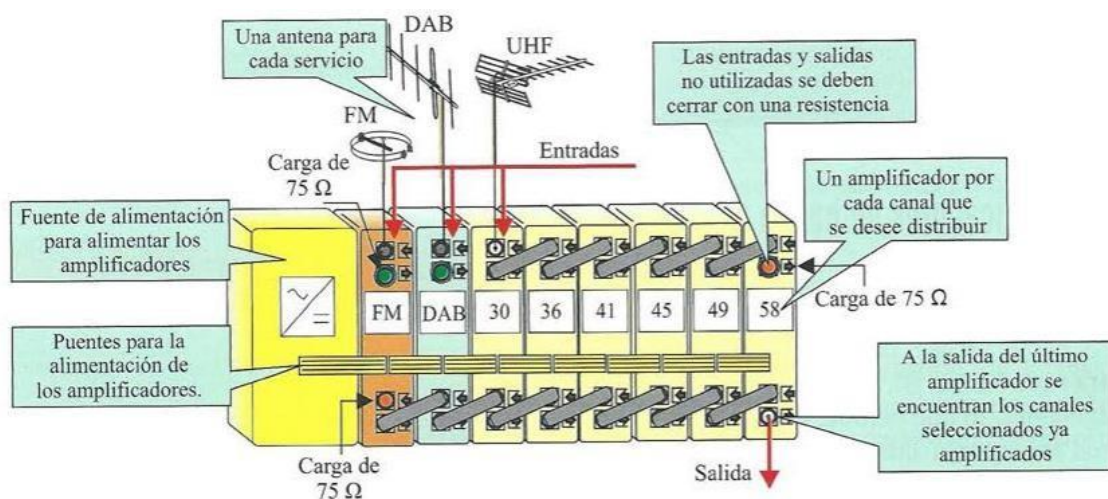 Una antena para
cada servicio
DAB
UHF
Las entradas y salidas
no utilizadas se deben
cerrar con una resistencia
FM
Carga de
75 Ω
Entradas
Un amplificador por
cada canal que
se desee distribuir
Fuente de alimentación
para alimentar los
amplificadores
Carga de 75 Ω
FM
DAB
30
36
41
45
49
58
Puentes para la
alimentación de
los amplificadores.
A la salida del último
amplificador se
encuentran los canales
seleccionados ya
amplificados
Carga de
75 Ω
Salida